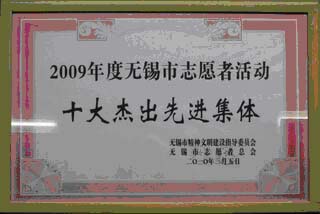 2009年度无锡市志愿者活动
十大杰出先进集体
无锡市精神文明建设指导委员会
无锡市志愿者总会
二〇一〇年三月五日